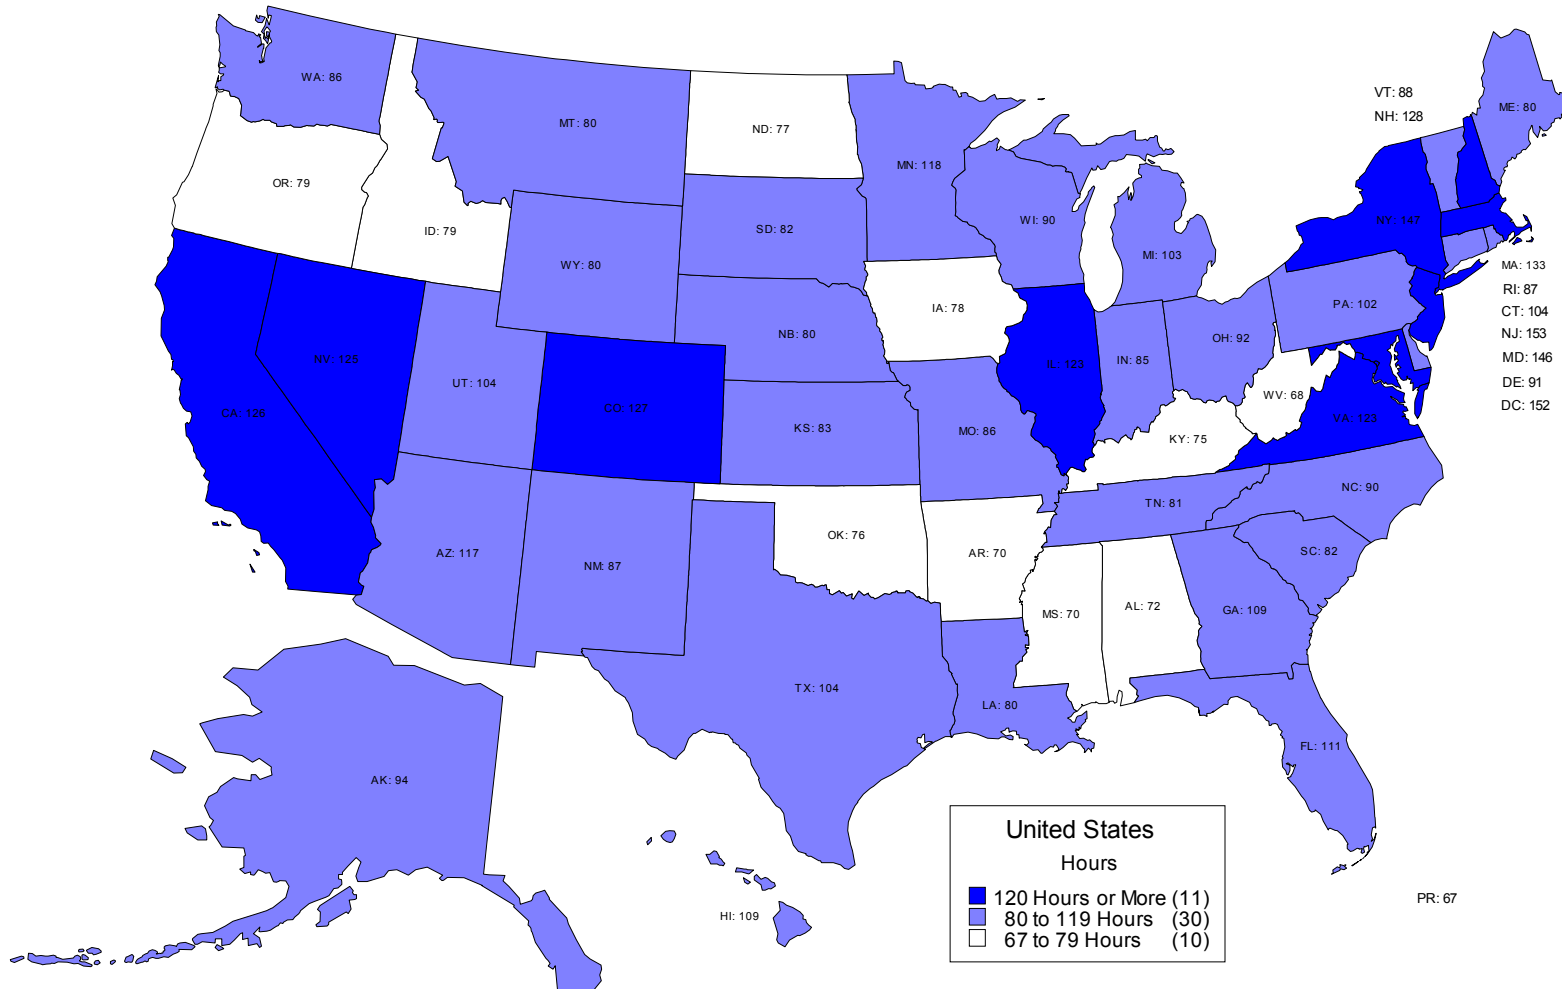 WA: 86
MT: 80
ND: 77
MN: 118
VT: 88
NH: 128
ME: 80
OR: 79
ID: 79
WY: 80
SD: 82
WI: 90
MI: 103
NY: 147
MA: 133
RI: 87
CT: 104
NJ: 153
MD: 146
DE: 91
DC: 152
NV: 125
UT: 104
CO: 127
NB: 80
IA: 78
IL: 123
IN: 85
OH: 92
PA: 102
CA: 126
KS: 83
MO: 86
KY: 75
WV: 68
VA: 123
AZ: 117
NM: 87
OK: 76
AR: 70
TN: 81
NC: 90
SC: 82
TX: 104
LA: 80
MS: 70
AL: 72
GA: 109
FL: 111
AK: 94
HI: 109
PR: 67
United States
Hours
120 Hours or More (11)
80 to 119 Hours (30)
67 to 79 Hours (10)